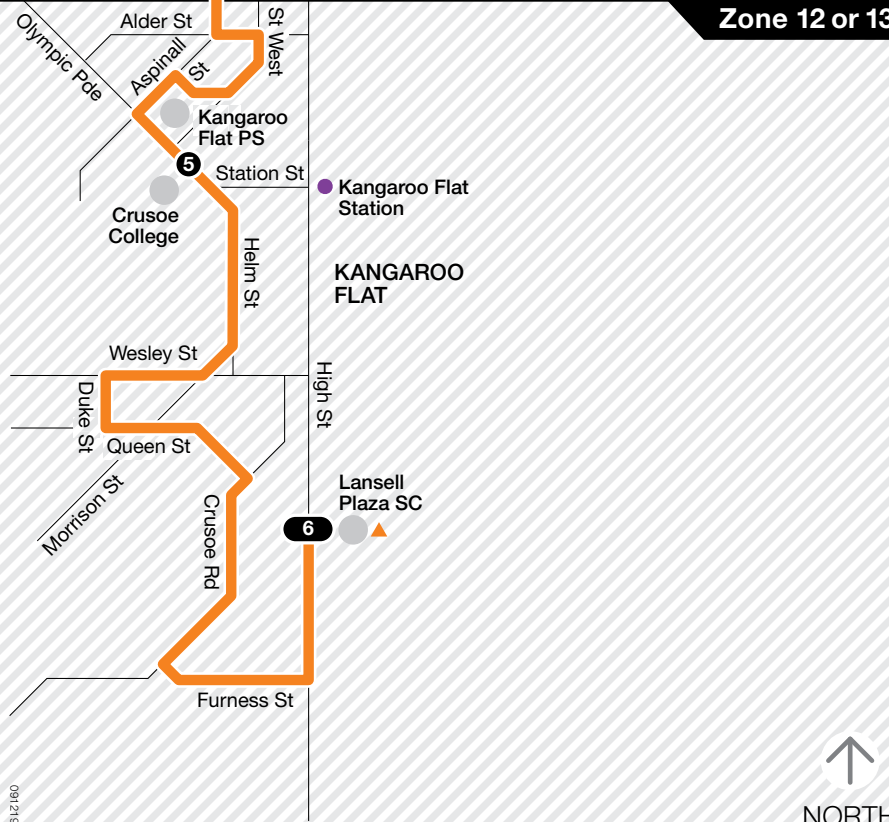 Zone 12 or 13
Alder St
St West
Olympic Pde
Aspinall
St
Kangaroo
Flat PS
5
Station St
Kangaroo Flat
Station
Crusoe
College
Helm St
KANGAROO
FLAT
Wesley St
High St
Duke St
Queen St
Morrison St
Lansell
Plaza SC
6
Crusoe Rd
Furness St
091219
NORTH